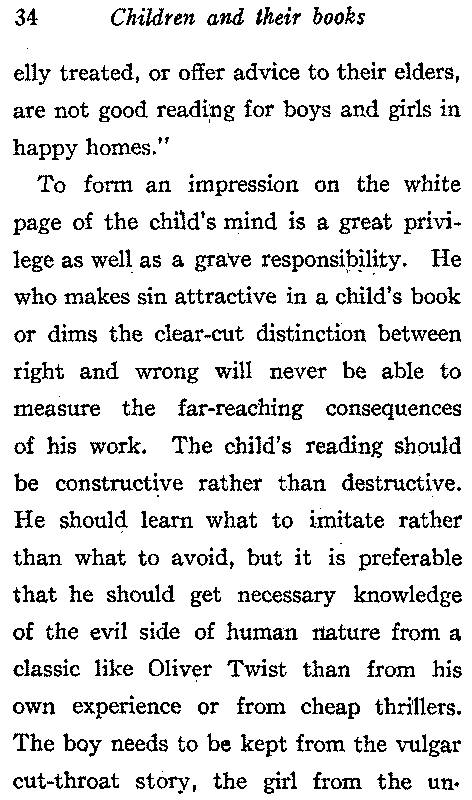 34 Children and their books
elly treated, or offer advice to their elders,
are not good reading for boys and girls in
happy homes."
To form an impression on the white
page of the child's mind is a great privi-
lege as well as a grave responsibility. He
who makes sin attractive in a child's book
or dims the clear-cut distinction between
right and wrong will never be able to
measure the far-reaching consequences
of his work. The child's reading should
be constructive rather than destructive.
He should learn what to imitate rather
than what to avoid, but it is preferable
that he should get necessary knowledge
of the evil side of human nature from a
classic like Oliver Twist than from his
own experience or from cheap thrillers.
The boy needs to be kept from the vulgar
cut-throat story, the girl from the un-